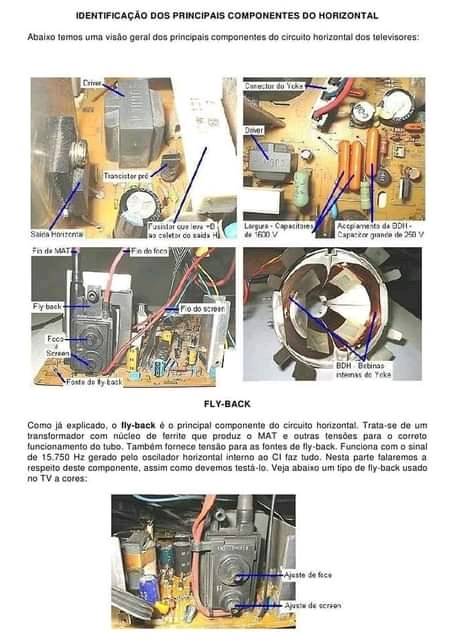 IDENTIFICAÇÃO DOS PRINCIPAIS COMPONENTES DO HORIZONTAL
Abaixo temos uma visão geral dos principais componentes do circuito horizontal dos televisores:
Driver
Transistor pré
Saída Horizontal
Fusistor que leva +B
ao coletor do saída H
Conector do Yoke
Driver
Largura - Capacitores
de 1600 V
Acoplamento da BDH -
Capacitor grande de 250 V
Fio de MAT
Fio do foco
Fly back
Fio do screen
Foco
Screen
Fonte do fly-back
BDH - Bobinas
internas do Yoke
FLY-BACK
Como já explicado, o fly-back é o principal componente do circuito horizontal. Trata-se de um
transformador com núcleo de ferrite que produz o MAT e outras tensões para o correto
funcionamento do tubo. Também fornece tensão para as fontes de fly-back. Funciona com o sinal
de 15.750 Hz gerado pelo oscilador horizontal interno ao CI faz tudo. Nesta parte falaremos a
respeito deste componente, assim como devemos testá-lo. Veja abaixo um tipo de fly-back usado
no TV a cores:
Ajuste de foco
Ajuste de screen